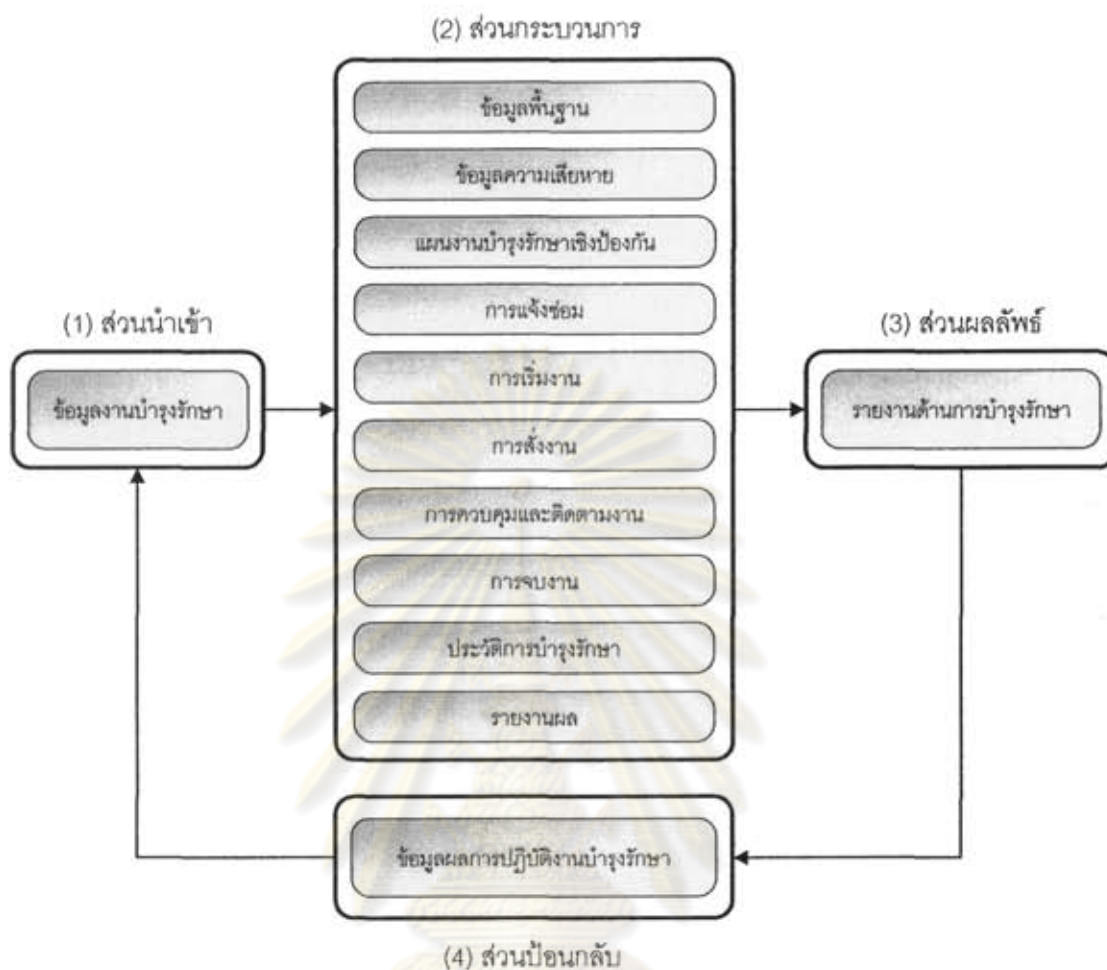 (2) ส่วนกระบวนการ
ข้อมูลพื้นฐาน
ข้อมูลความเสียหาย
แผนงานบำรุงรักษาเชิงป้องกัน
การแจ้งซ่อม
การเริ่มงาน
การสั่งงาน
การควบคุมและติดตามงาน
การจบงาน
ประวัติการบำรุงรักษา
รายงานผล
(1) ส่วนนำเข้า
ข้อมูลงานบำรุงรักษา
(3) ส่วนผลลัพธ์
รายงานด้านการบำรุงรักษา
ข้อมูลผลการปฏิบัติงานบำรุงรักษา
(4) ส่วนป้อนกลับ